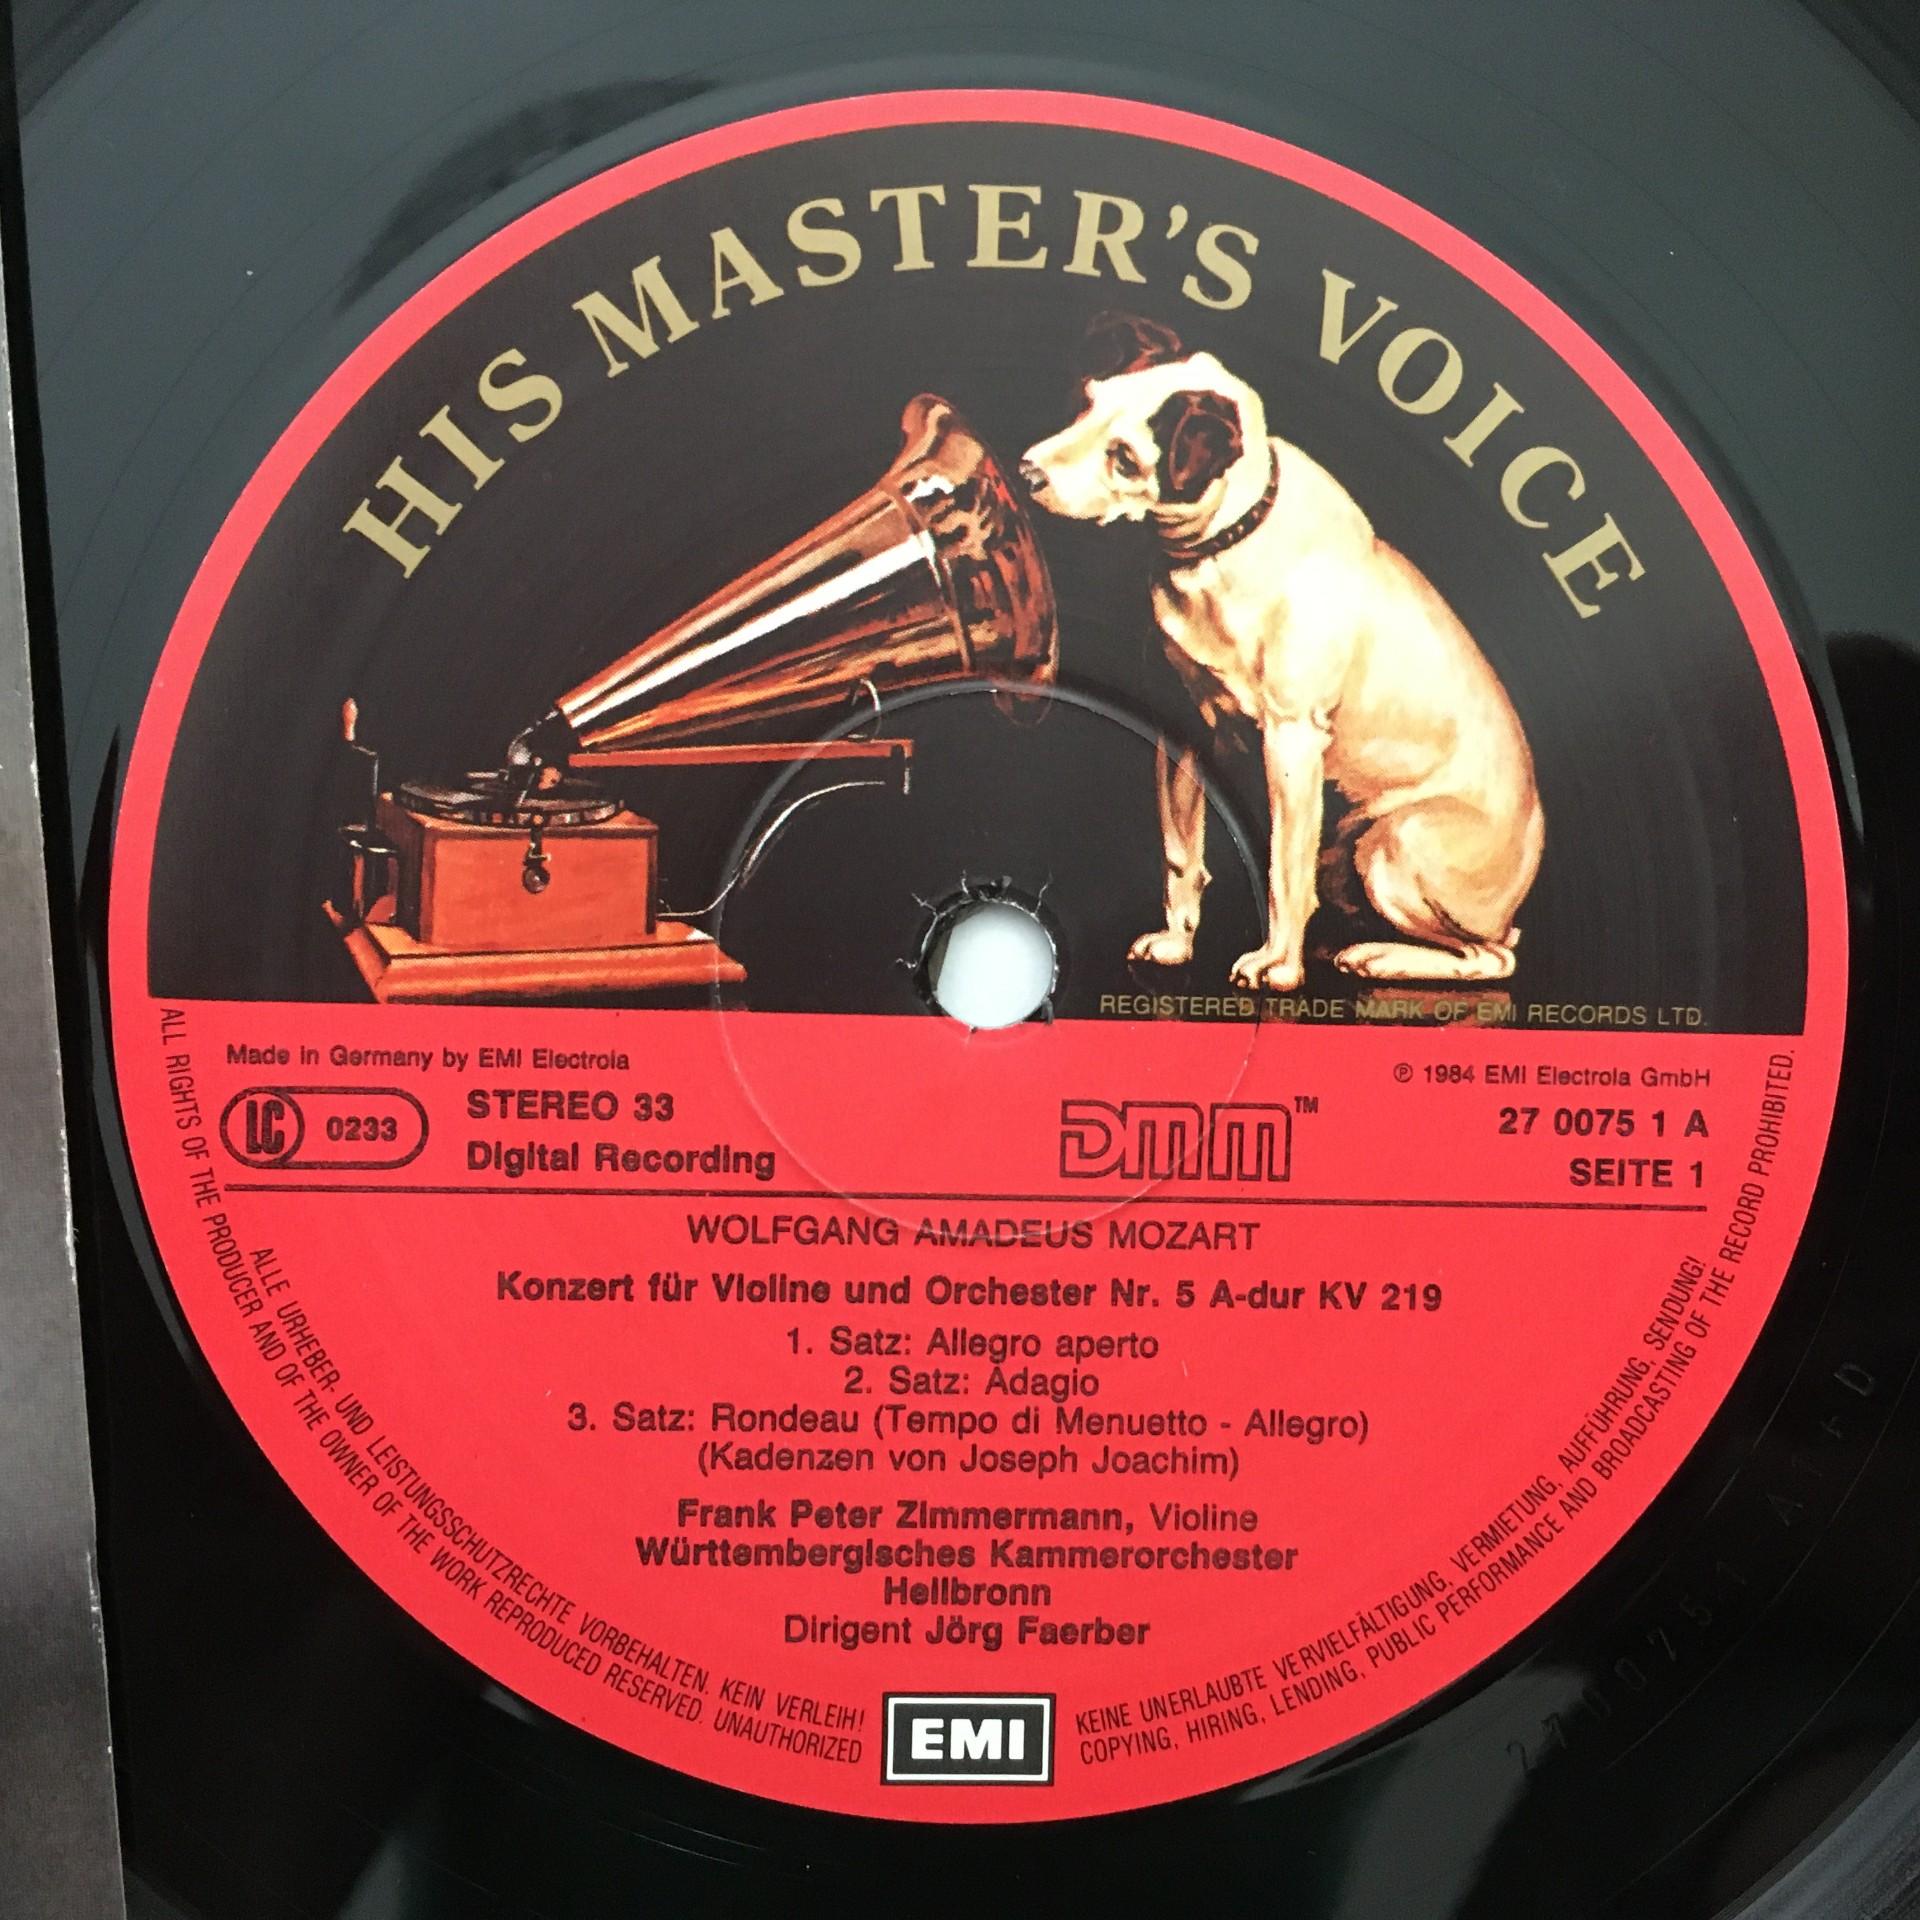 HIS MASTER'S VOICE
REGISTERED TRADE MARK OF EMI RECORDS LTD.
Made in Germany by EMI Electrola
℗ 1984 EMI Electrola GmbH
LC 0233
STEREO 33
Digital Recording
DMM™
27 0075 1 A
SEITE 1
WOLFGANG AMADEUS MOZART
Konzert für Violine und Orchester Nr. 5 A-dur KV 219
1. Satz: Allegro aperto
2. Satz: Adagio
3. Satz: Rondeau (Tempo di Menuetto - Allegro)
(Kadenzen von Joseph Joachim)
Frank Peter Zimmermann, Violine
Württembergisches Kammerorchester
Heilbronn
Dirigent Jörg Faerber
ALLE URHEBER- UND LEISTUNGSSCHUTZRECHTE VORBEHALTEN. KEIN VERLEIH!
KEINE UNERLAUBTE VERVIELFÄLTIGUNG, VERMIETUNG, AUFFÜHRUNG, SENDUNG!
ALL RIGHTS OF THE PRODUCER AND OF THE OWNER OF THE WORK REPRODUCED RESERVED. UNAUTHORIZED
COPYING, HIRING, LENDING, PUBLIC PERFORMANCE AND BROADCASTING OF THE RECORD PROHIBITED.
EMI